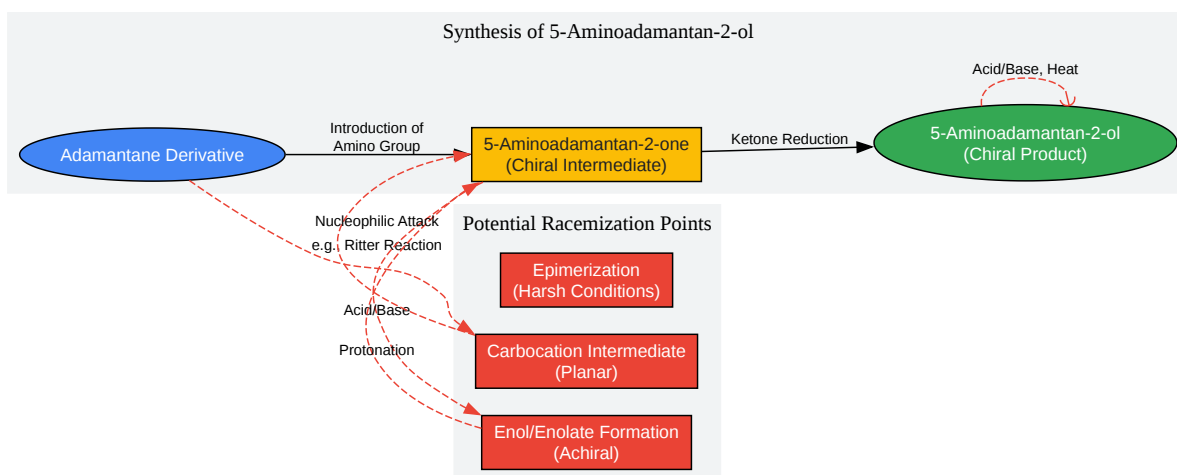 Synthesis of 5-Aminoadamantan-2-ol
Acid/Base, Heat
Adamantane Derivative
Introduction of
Amino Group
5-Aminoadamantan-2-one
(Chiral Intermediate)
Ketone Reduction
5-Aminoadamantan-2-ol
(Chiral Product)
Nucleophilic Attack
e.g. Ritter Reaction
Potential Racemization Points
Epimerization
(Harsh Conditions)
Acid/Base
Protonation
Carbocation Intermediate
(Planar)
Enol/Enolate Formation
(Achiral)